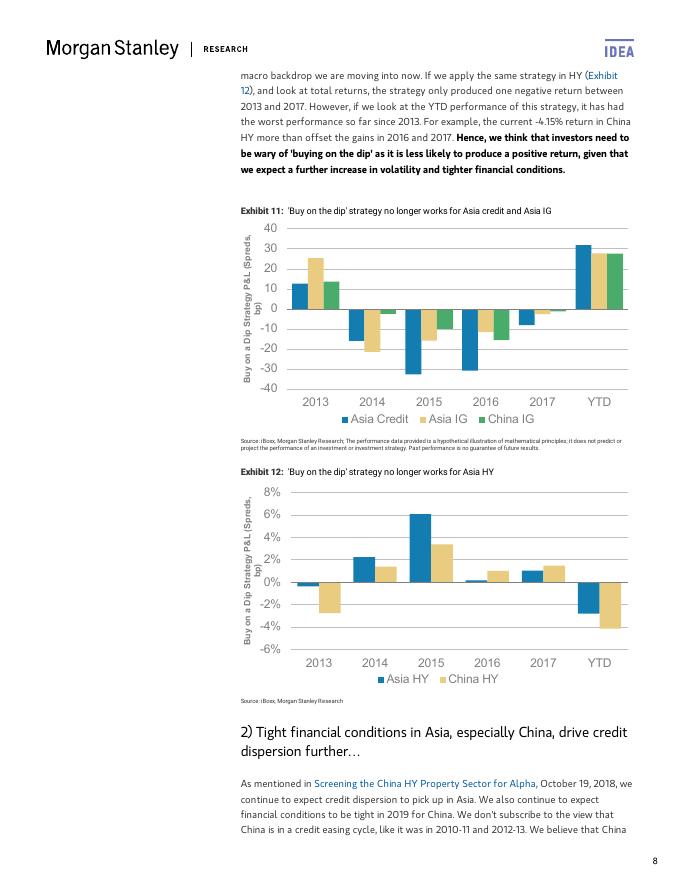 Morgan Stanley | RESEARCH
IDEA
macro backdrop we are moving into now. If we apply the same strategy in HY (Exhibit
12), and look at total returns, the strategy only produced one negative return between
2013 and 2017. However, if we look at the YTD performance of this strategy, it has had
the worst performance so far since 2013. For example, the current -4.15% return in China
HY more than offset the gains in 2016 and 2017. Hence, we think that investors need to
be wary of 'buying on the dip' as it is less likely to produce a positive return, given that
we expect a further increase in volatility and tighter financial conditions.
Exhibit 11: 'Buy on the dip' strategy no longer works for Asia credit and Asia IG
Buy on a Dip Strategy P&L (Spreds,
bp)
40
30
20
10
0
-10
-20
-30
-40
2013 2014 2015 2016 2017 YTD
Asia Credit Asia IG China IG
Source: iBoxx, Morgan Stanley Research; The performance data provided is a hypothetical illustration of mathematical principles; it does not predict or
project the performance of an investment or investment strategy. Past performance is no guarantee of future results.
Exhibit 12: 'Buy on the dip' strategy no longer works for Asia HY
Buy on a Dip Strategy P&L (Spreds,
bp)
8%
6%
4%
2%
0%
-2%
-4%
-6%
2013 2014 2015 2016 2017 YTD
Asia HY China HY
Source: iBoxx, Morgan Stanley Research
2) Tight financial conditions in Asia, especially China, drive credit
dispersion further…
As mentioned in Screening the China HY Property Sector for Alpha, October 19, 2018, we
continue to expect credit dispersion to pick up in Asia. We also continue to expect
financial conditions to be tight in 2019 for China. We don't subscribe to the view that
China is in a credit easing cycle, like it was in 2010-11 and 2012-13. We believe that China
8